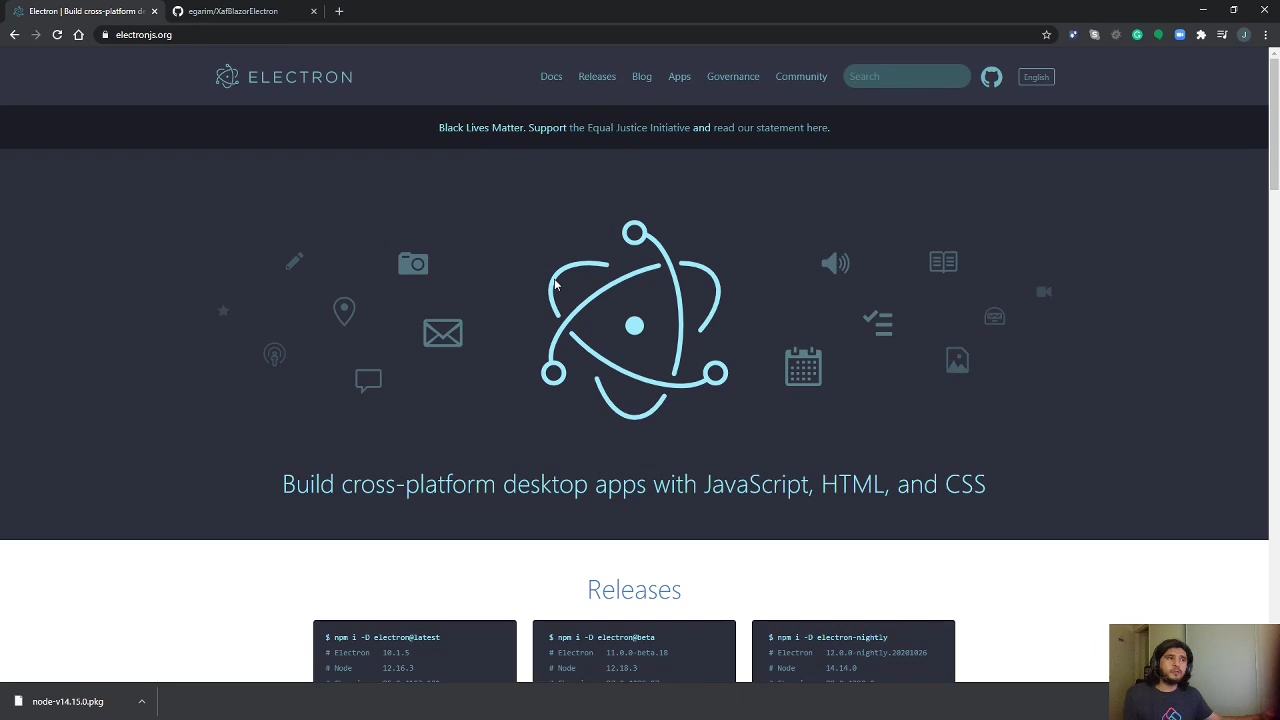 Electron | Build cross-platform de
egarim/XafBlazorElectron
electronjs.org
J
ELECTRON
Docs
Releases
Blog
Apps
Governance
Community
Search
English
Black Lives Matter. Support the Equal Justice Initiative and read our statement here.
Build cross-platform desktop apps with JavaScript, HTML, and CSS
Releases
$ npm i -D electron@latest
# Electron 10.1.5
# Node 12.16.3
$ npm i -D electron@beta
# Electron 11.0.0-beta.18
# Node 12.18.3
$ npm i -D electron-nightly
# Electron 12.0.0-nightly.20201026
# Node 14.14.0
node-v14.15.0.pkg